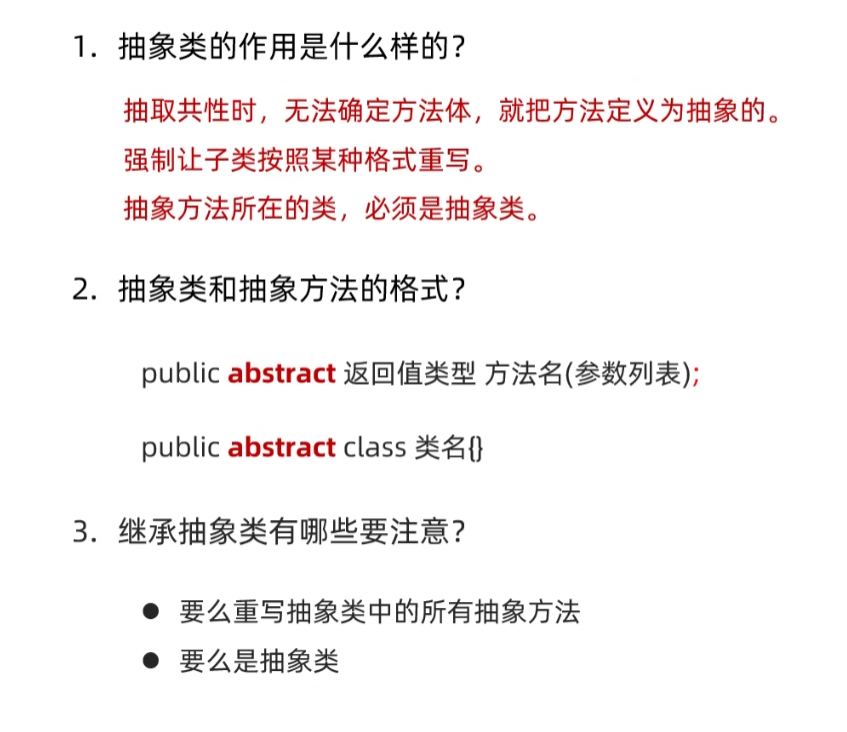 1. 抽象类的作用是什么样的？
抽取共性时，无法确定方法体，就把方法定义为抽象的。
强制让子类按照某种格式重写。
抽象方法所在的类，必须是抽象类。
2. 抽象类和抽象方法的格式？
public abstract 返回值类型 方法名(参数列表);
public abstract class 类名{}
3. 继承抽象类有哪些要注意？
● 要么重写抽象类中的所有抽象方法
● 要么是抽象类